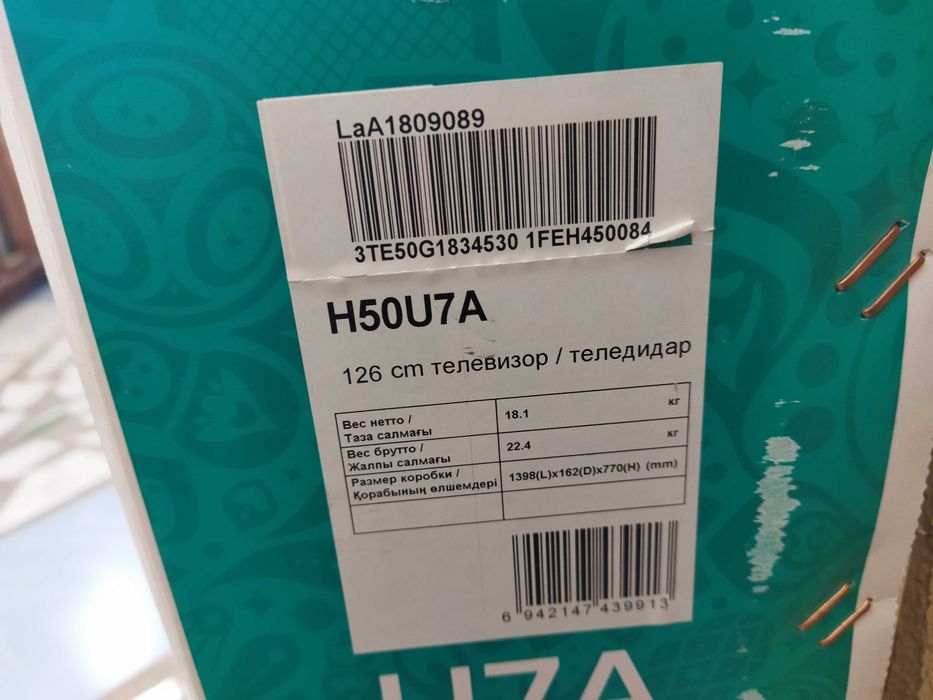 LaA1809089
3TE50G1834530 1FEH450084
H50U7A
126 cm телевизор / теледидар
Вес нетто / 18.1 кг
Таза салмағы
Вес брутто / 22.4 кг
Жалпы салмағы
Размер коробки / 1398(L)x162(D)x770(H) (mm)
Қорабының өлшемдері
6 942147 439913
U7A